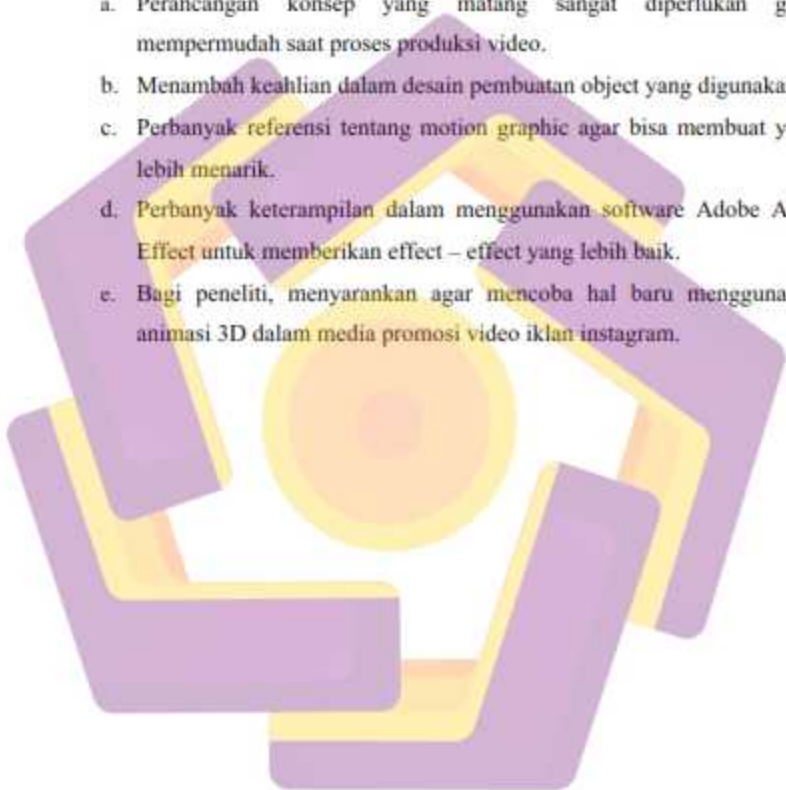 a. Perancangan konsep yang matang sangat diperlukan g
mempermudah saat proses produksi video.
b. Menambah keahlian dalam desain pembuatan object yang digunaka
c. Perbanyak referensi tentang motion graphic agar bisa membuat y
lebih menarik.
d. Perbanyak keterampilan dalam menggunakan software Adobe A
Effect untuk memberikan effect – effect yang lebih baik.
e. Bagi peneliti, menyarankan agar mencoba hal baru mengguna
animasi 3D dalam media promosi video iklan instagram.